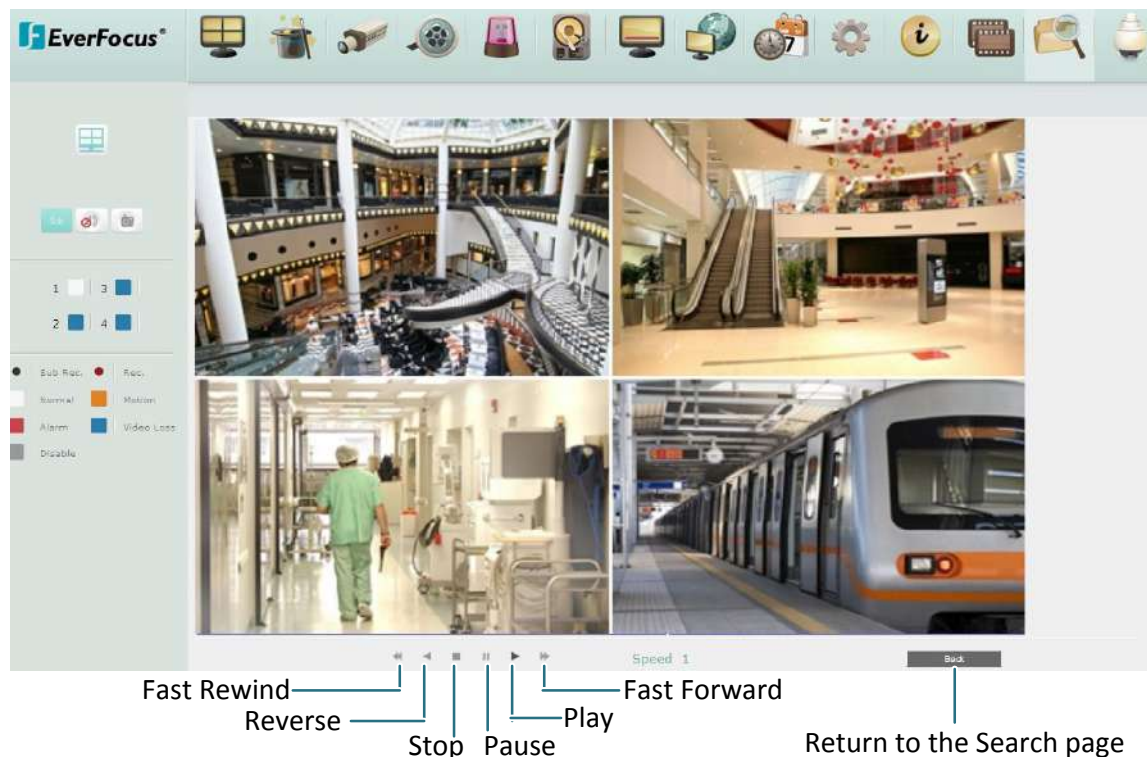 EverFocus®
7
i
1 3
2 4
Sub Rec. Rec.
Normal Motion
Alarm Video Loss
Disable
Speed 1
Back
Fast Rewind
Fast Forward
Reverse
Play
Stop
Pause
Return to the Search page